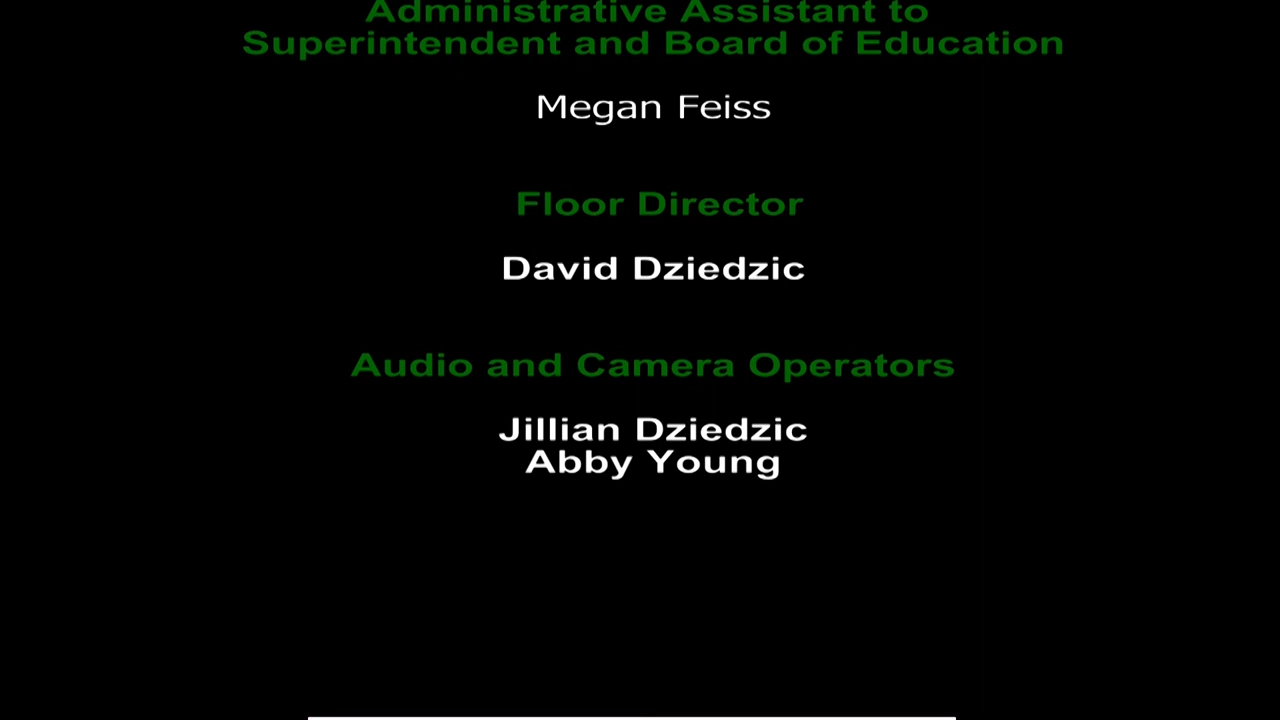 Administrative Assistant to
Superintendent and Board of Education
Megan Feiss
Floor Director
David Dziedzic
Audio and Camera Operators
Jillian Dziedzic
Abby Young